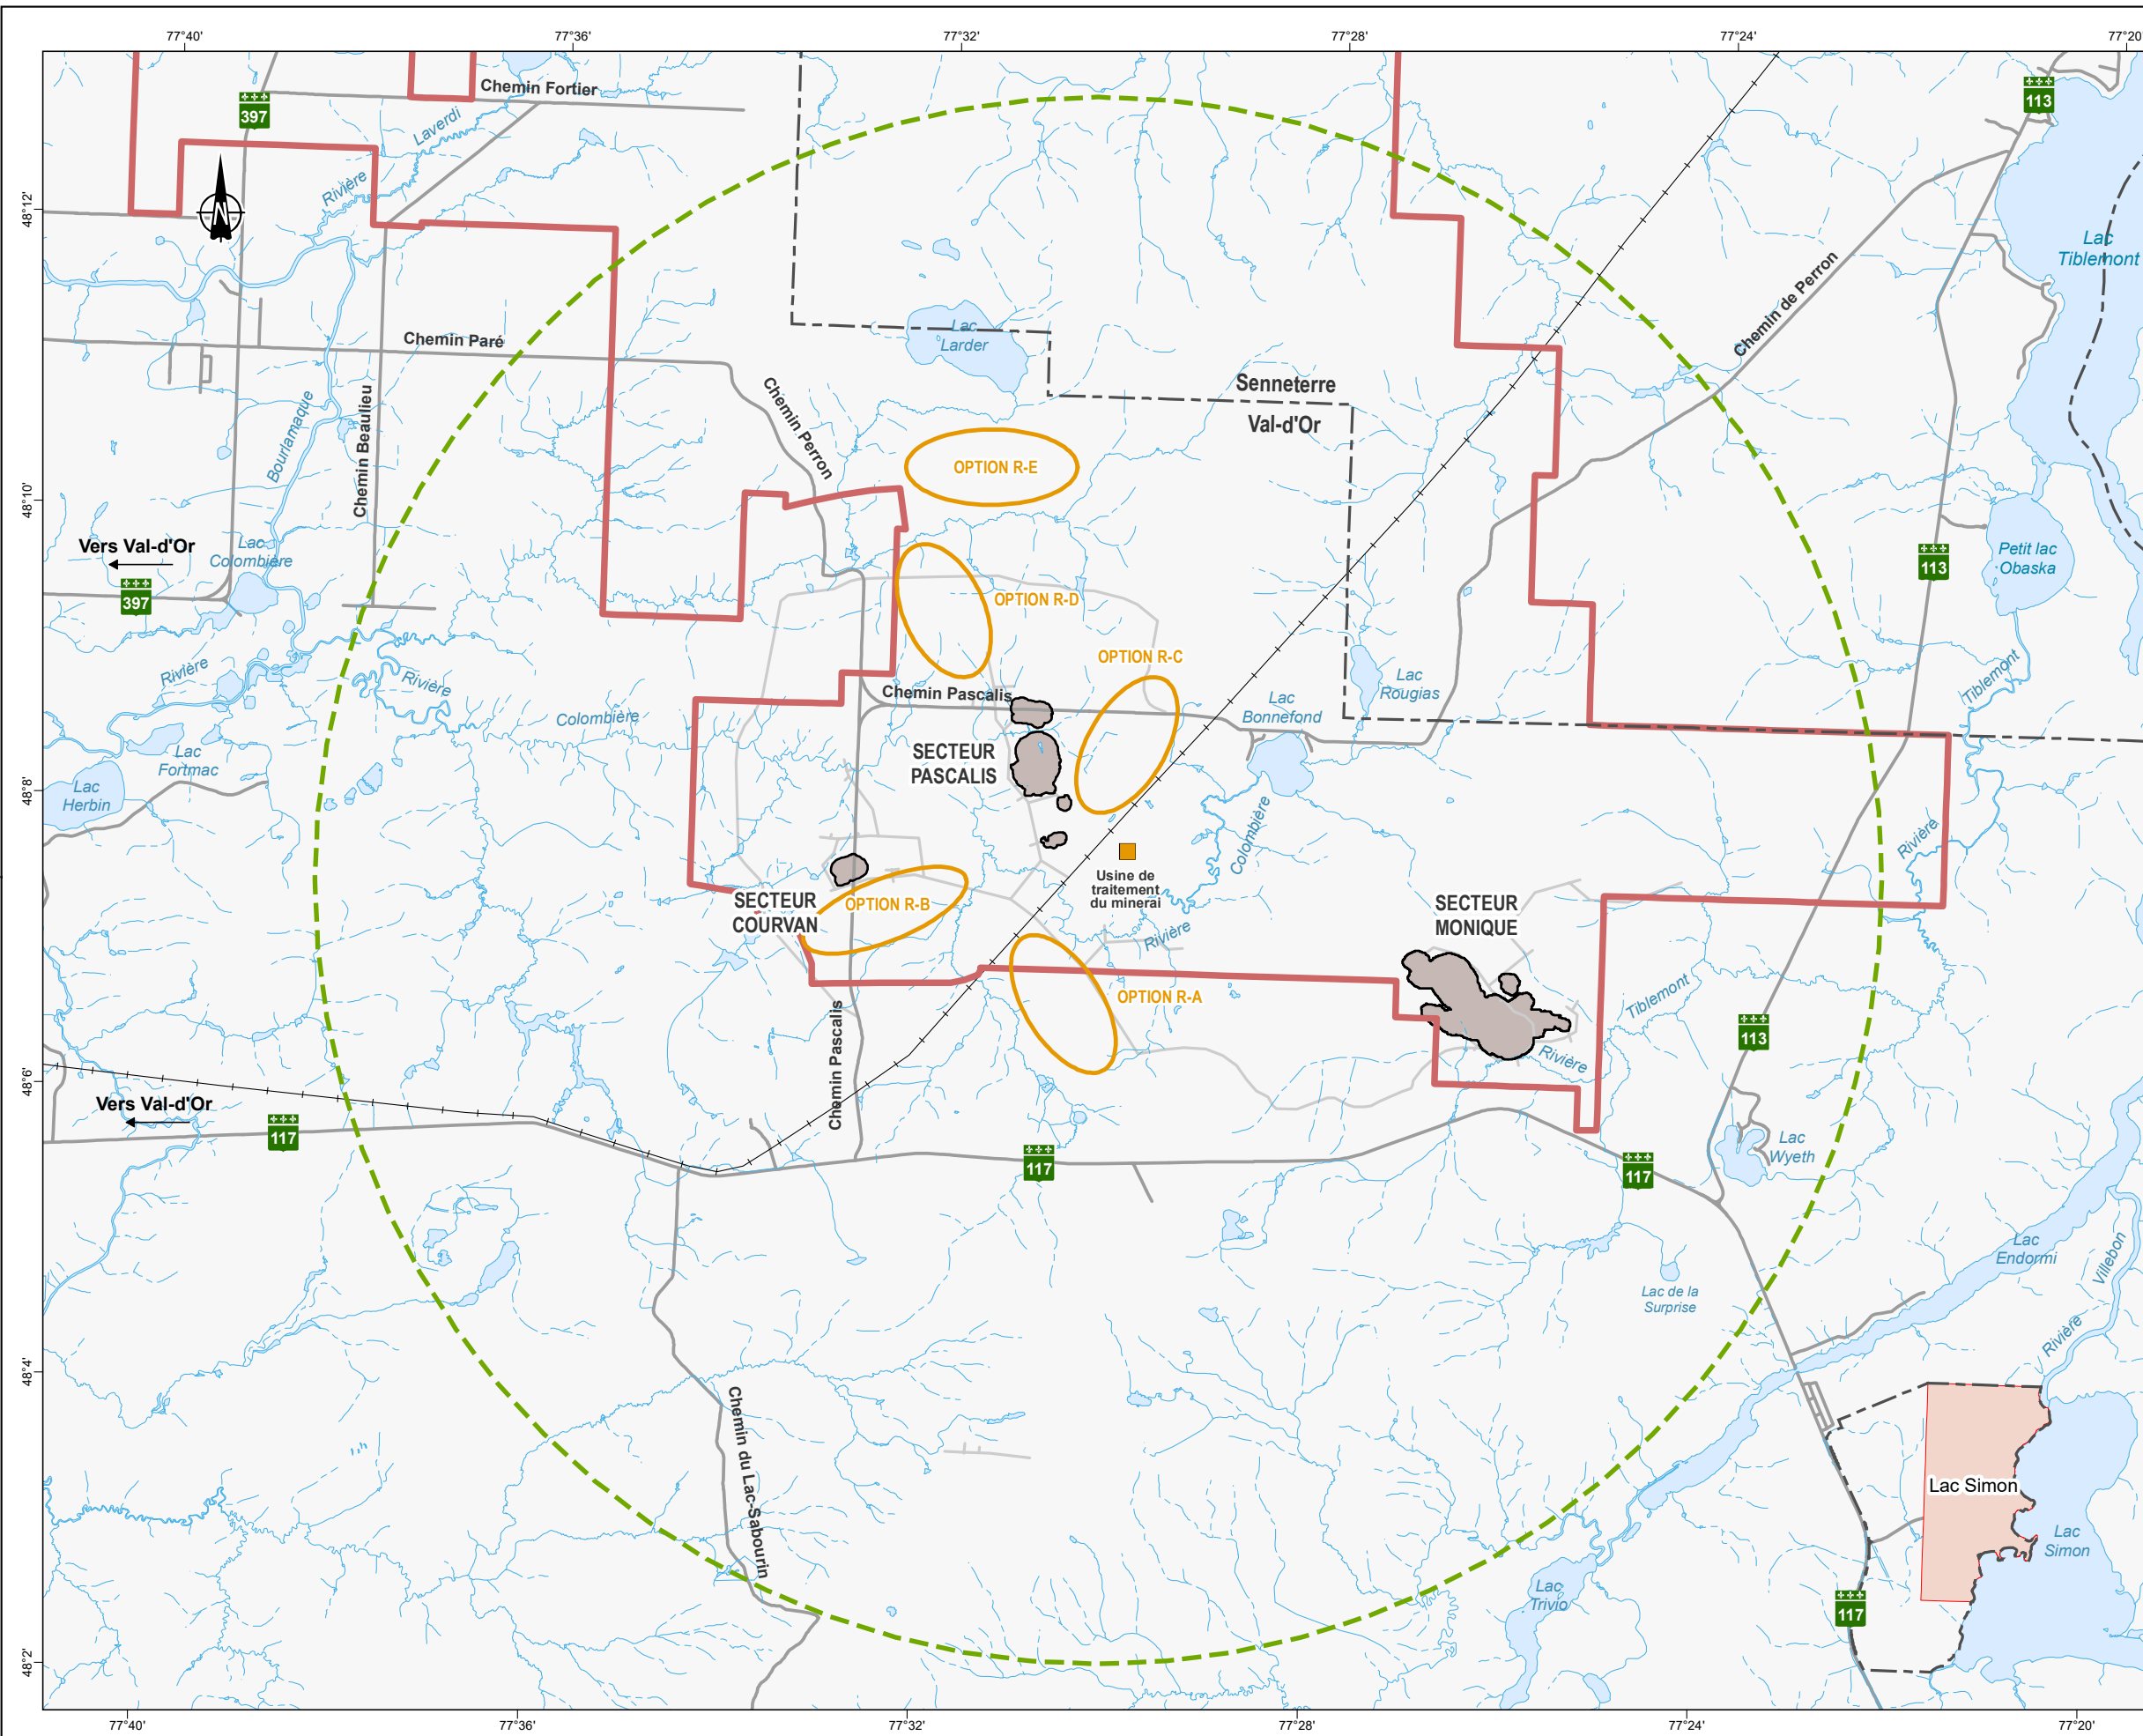 77°40'
77°36'
77°32'
77°28'
77°24'
77°20'
Chemin Fortier
397
113
Laverdi
Rivière
48°12'
N
Lac
Tiblemont
Chemin de Perron
Lac
Larder
Chemin Paré
Senneterre
Val-d'Or
Chemin Perron
Chemin Beaulieu
Bourlamaque
OPTION R-E
48°10'
Vers Val-d'Or
397
Lac
Colombière
113
Petit lac
Obaska
OPTION R-D
OPTION R-C
Rivière
Rivière
Colombière
Chemin Pascalis
Lac
Bonnefond
Lac
Rougias
Tiblemont
Lac
Fortmac
Lac
Herbin
48°8'
SECTEUR
PASCALIS
Colombière
Rivière
Usine de
traitement
du minerai
SECTEUR
COURVAN
OPTION R-B
SECTEUR
MONIQUE
Rivière
OPTION R-A
Tiblemont
Rivière
113
48°6'
Chemin Pascalis
Vers Val-d'Or
117
117
117
Lac
Wyeth
Lac
Endormi
Villebon
Rivière
Lac de la
Surprise
48°4'
Chemin du Lac-Sabourin
Lac Simon
Lac
Simon
Lac
Trivio
117
48°2'
77°40'
77°36'
77°32'
77°28'
77°24'
77°20'